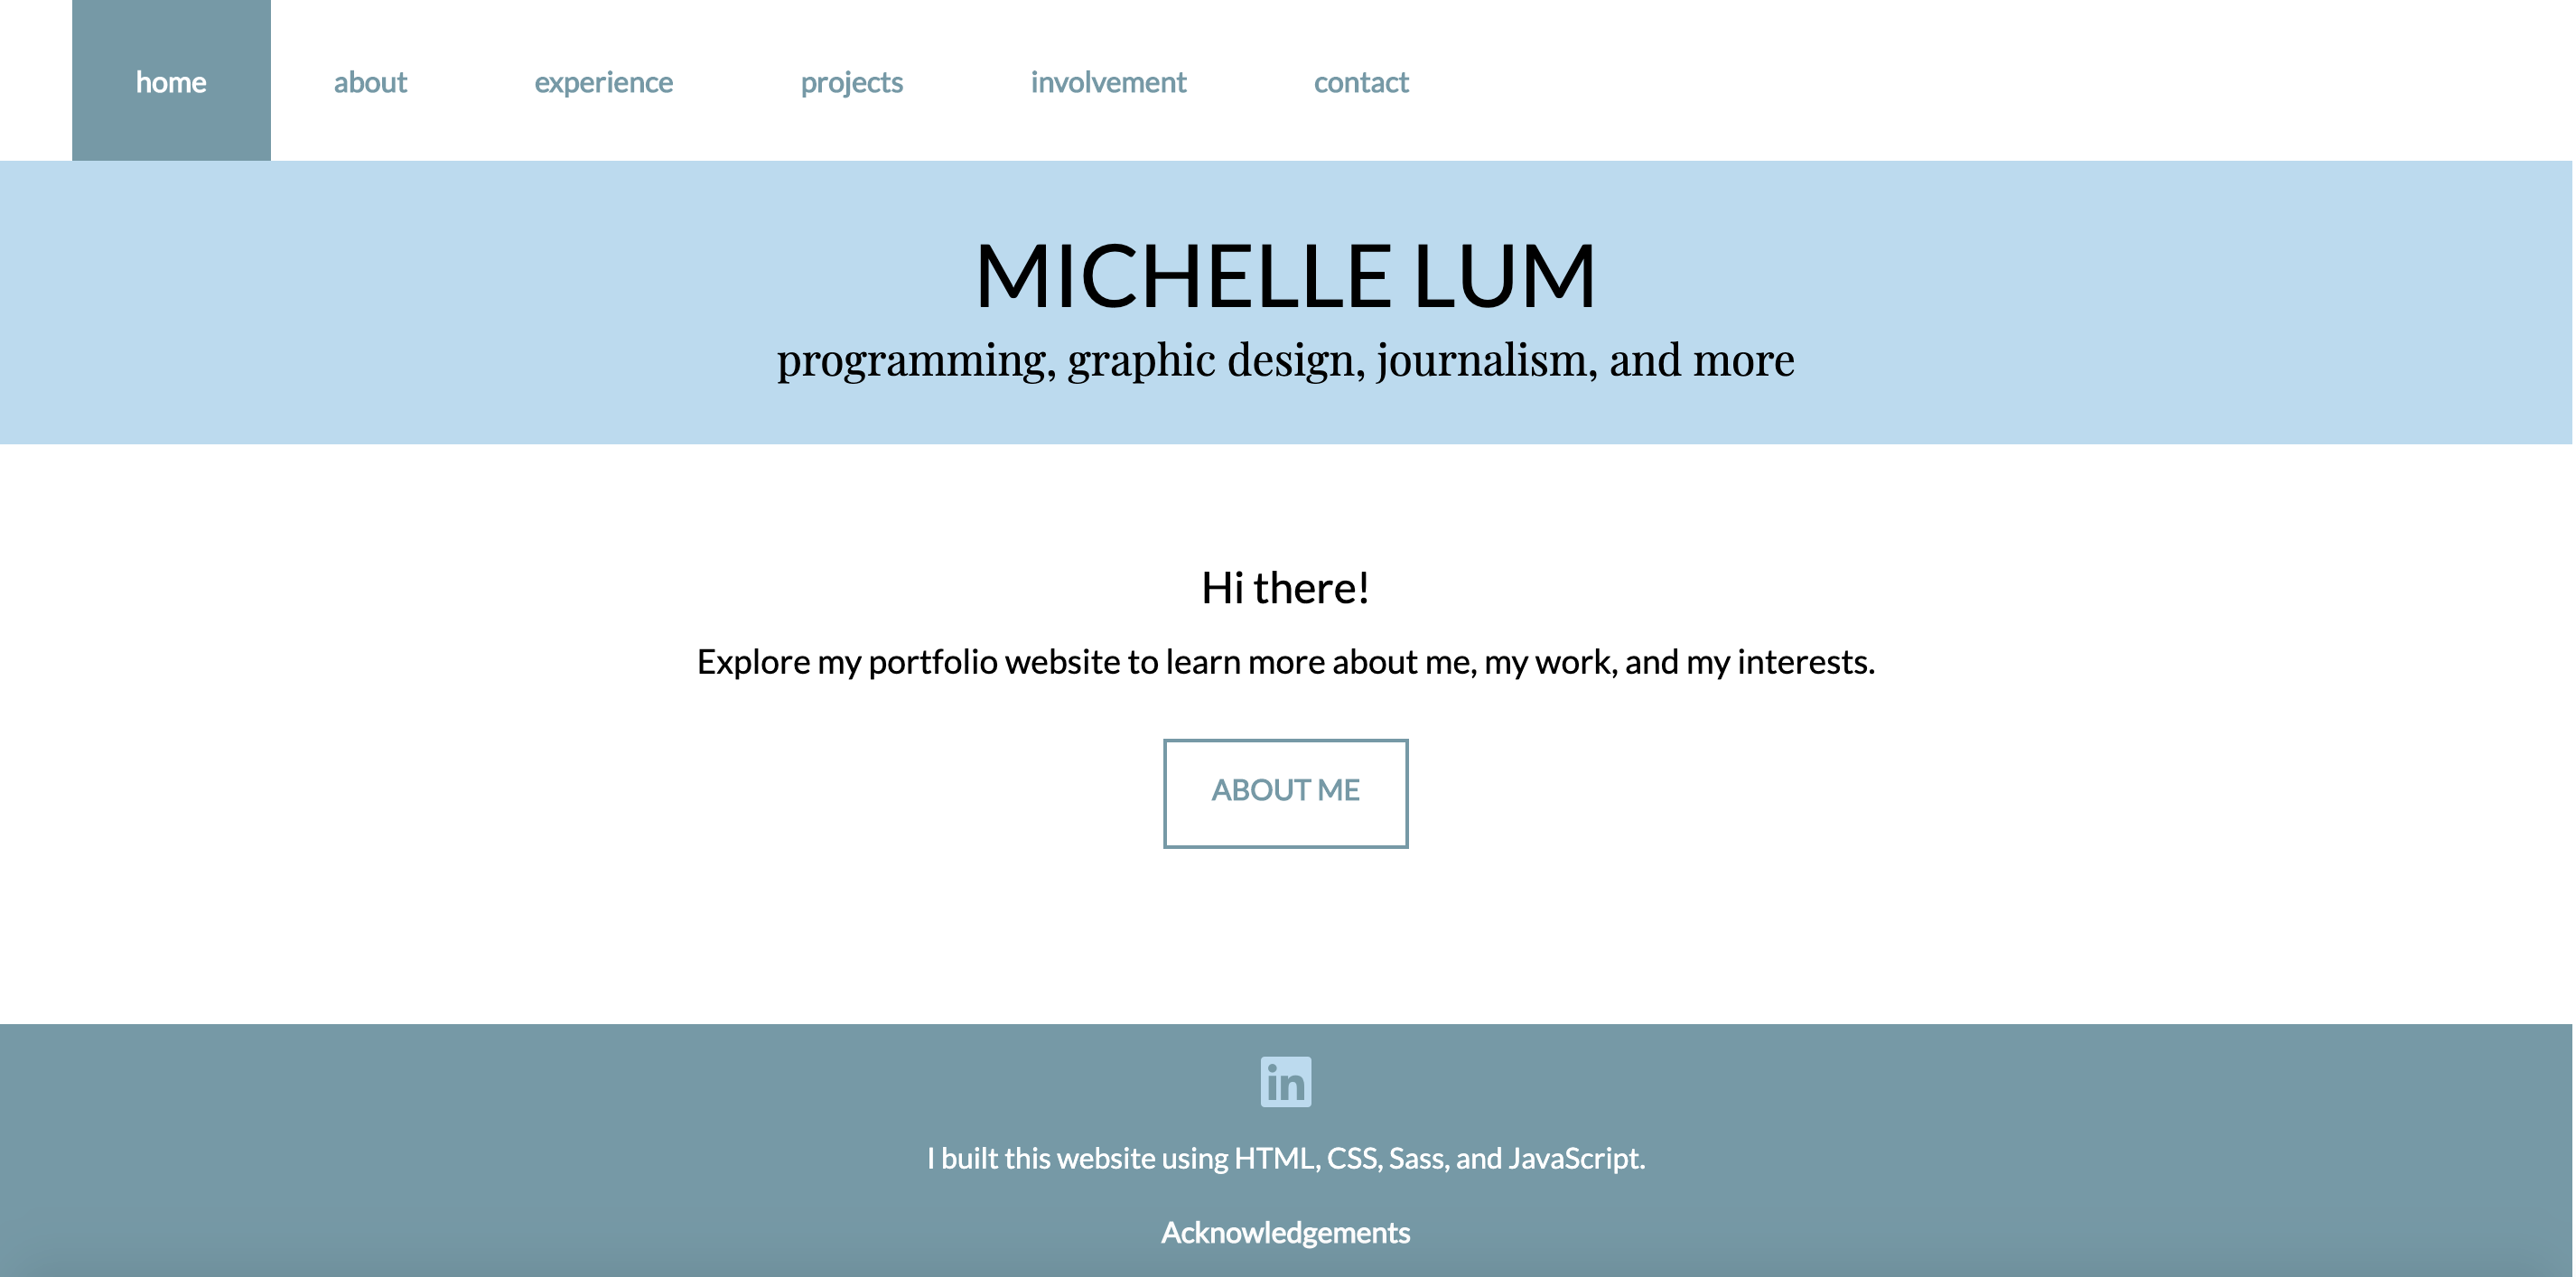 home about experience projects involvement contact
MICHELLE LUM
programming, graphic design, journalism, and more
Hi there!
Explore my portfolio website to learn more about me, my work, and my interests.
ABOUT ME
in
I built this website using HTML, CSS, Sass, and JavaScript.
Acknowledgements